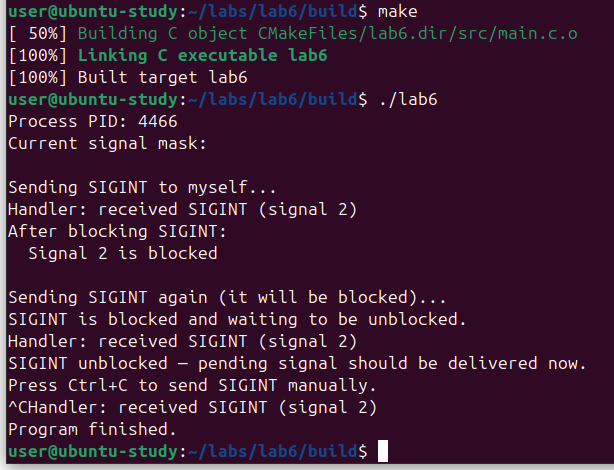 user@ubuntu-study:~/labs/lab6/build$ make
[ 50%] Building C object CMakeFiles/lab6.dir/src/main.c.o
[100%] Linking C executable lab6
[100%] Built target lab6
user@ubuntu-study:~/labs/lab6/build$ ./lab6
Process PID: 4466
Current signal mask:
Sending SIGINT to myself...
Handler: received SIGINT (signal 2)
After blocking SIGINT:
  Signal 2 is blocked
Sending SIGINT again (it will be blocked)...
SIGINT is blocked and waiting to be unblocked.
Handler: received SIGINT (signal 2)
SIGINT unblocked — pending signal should be delivered now.
Press Ctrl+C to send SIGINT manually.
^CHandler: received SIGINT (signal 2)
Program finished.
user@ubuntu-study:~/labs/lab6/build$